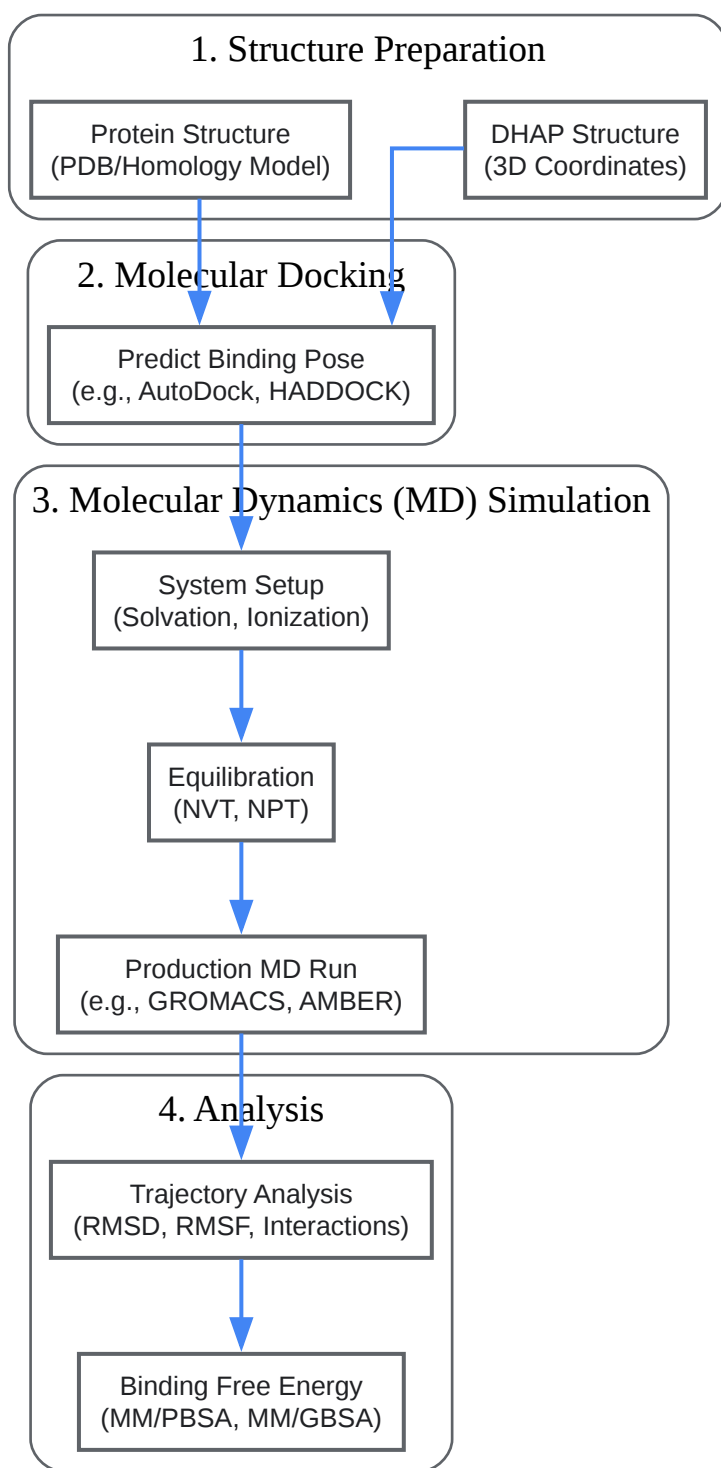 1. Structure Preparation
Protein Structure
(PDB/Homology Model)
DHAP Structure
(3D Coordinates)
2. Molecular Docking
Predict Binding Pose
(e.g., AutoDock, HADDOCK)
3. Molecular Dynamics (MD) Simulation
System Setup
(Solvation, Ionization)
Equilibration
(NVT, NPT)
Production MD Run
(e.g., GROMACS, AMBER)
4. Analysis
Trajectory Analysis
(RMSD, RMSF, Interactions)
Binding Free Energy
(MM/PBSA, MM/GBSA)